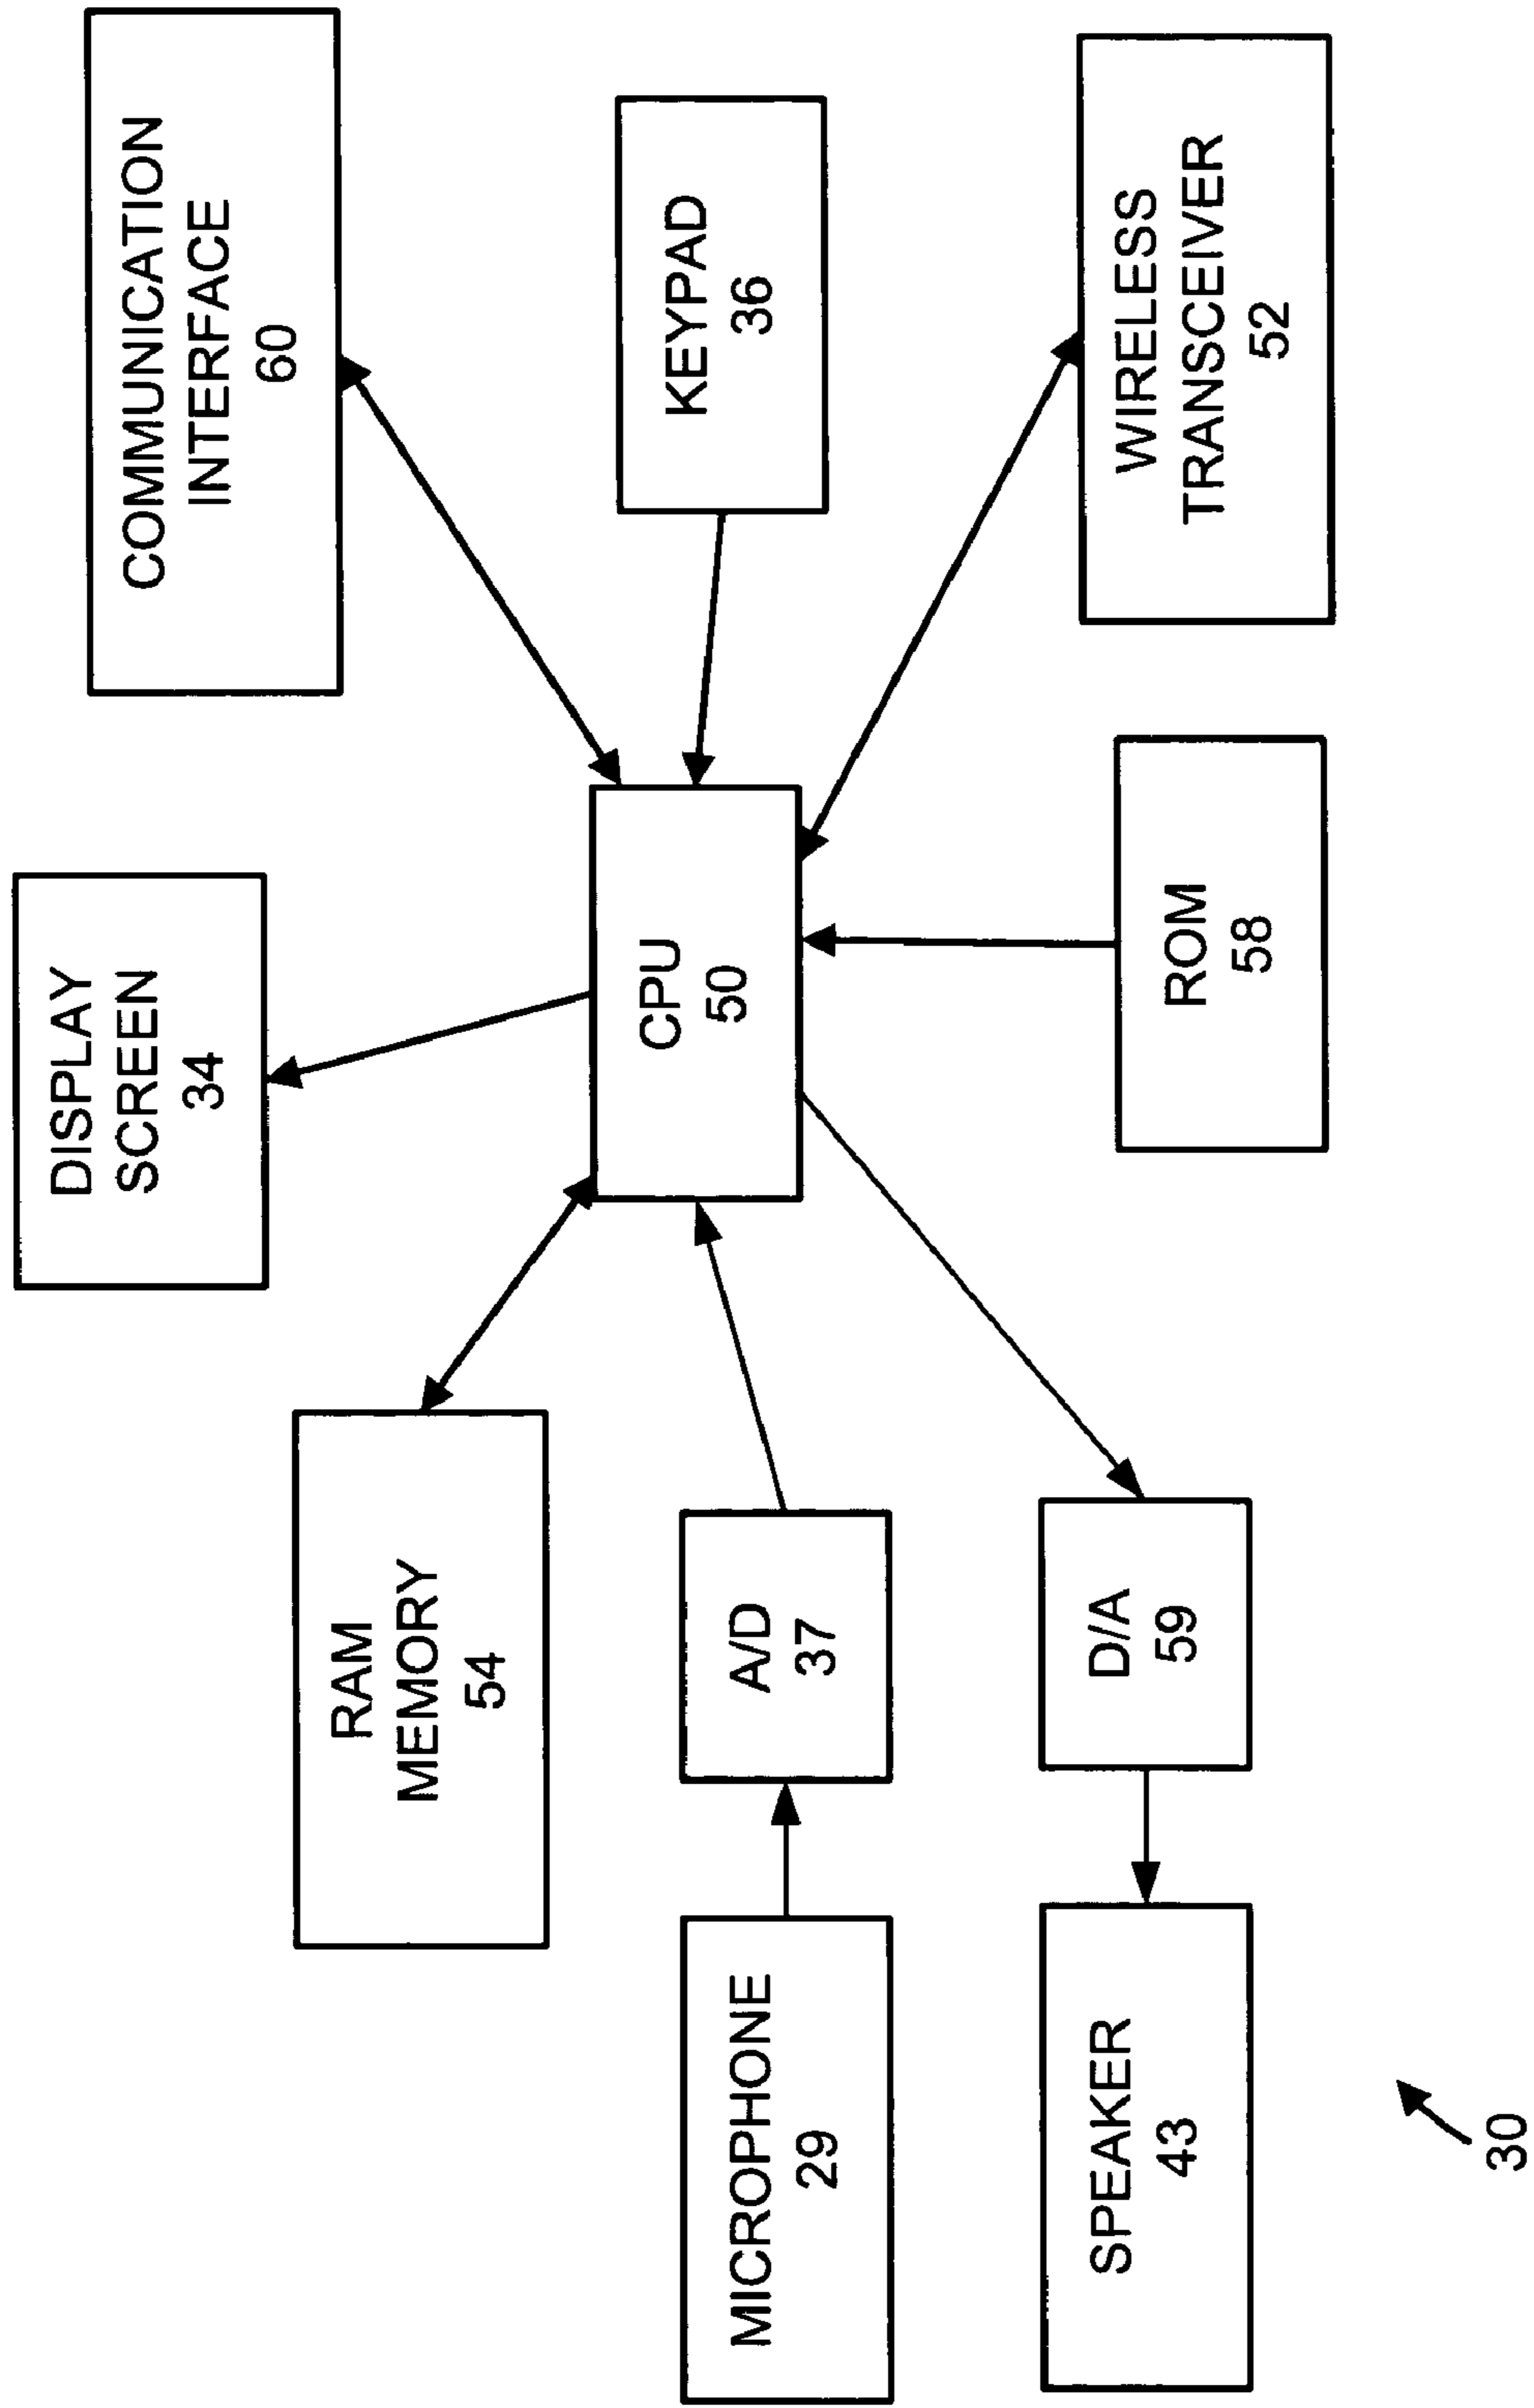 DISPLAY
SCREEN
34
COMMUNICATION
INTERFACE
60
RAM
MEMORY
54
CPU
50
KEYPAD
36
MICROPHONE
29
A/D
37
SPEAKER
43
D/A
59
ROM
58
WIRELESS
TRANSCEIVER
52
30